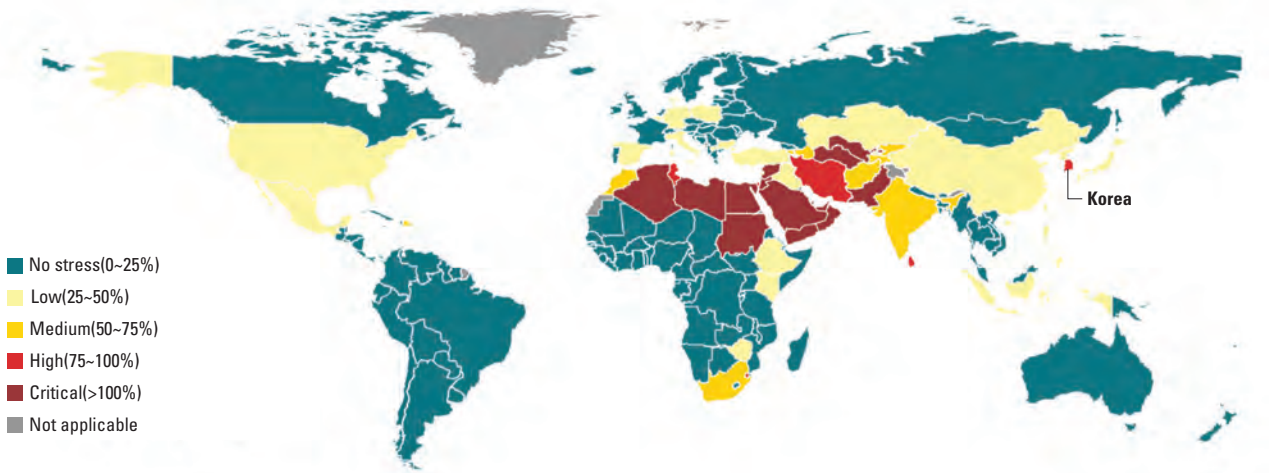 Korea
No stress(0~25%)
Low(25~50%)
Medium(50~75%)
High(75~100%)
Critical(>100%)
Not applicable